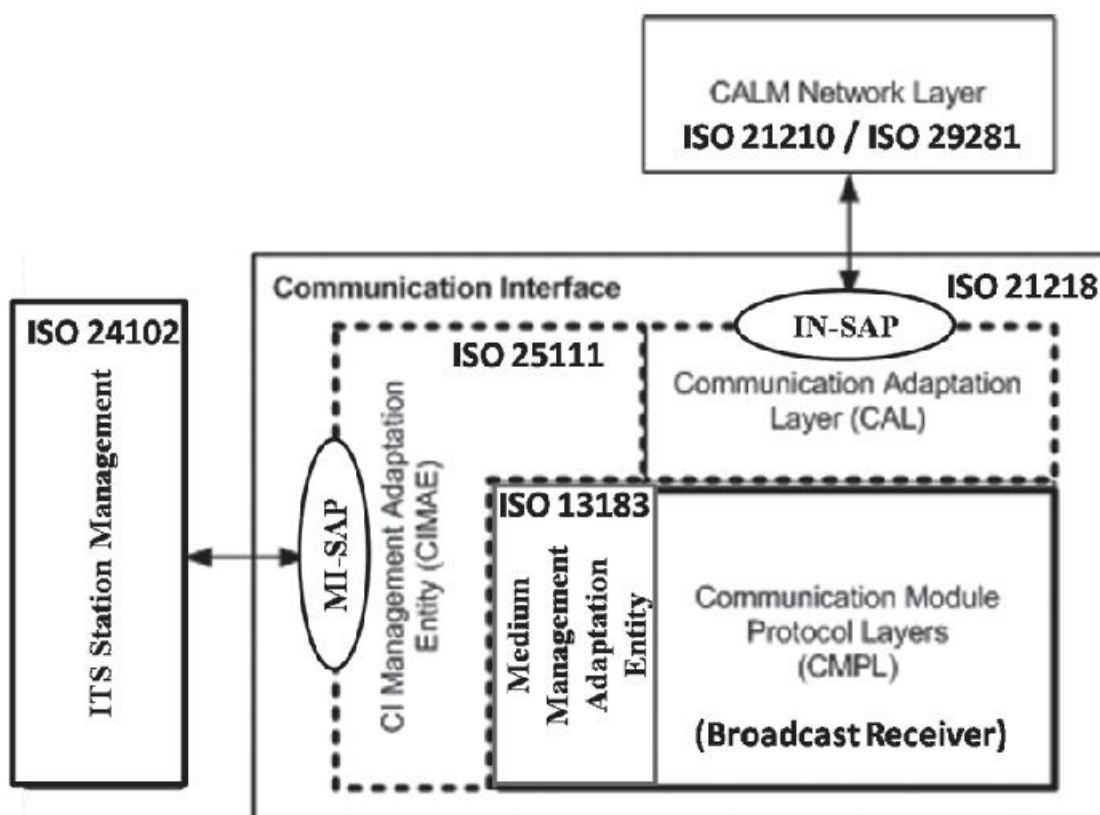 CALM Network Layer
ISO 21210 / ISO 29281
Communication Interface
ISO 21218
ISO 24102
ITS Station Management
ISO 25111
IN-SAP
Communication Adaptation
Layer (CAL)
MI-SAP
CI Management Adaptation
Entity (CIMAE)
ISO 13183
Medium
Management
Adaptation
Entity
Communication Module
Protocol Layers
(CMPL)
(Broadcast Receiver)